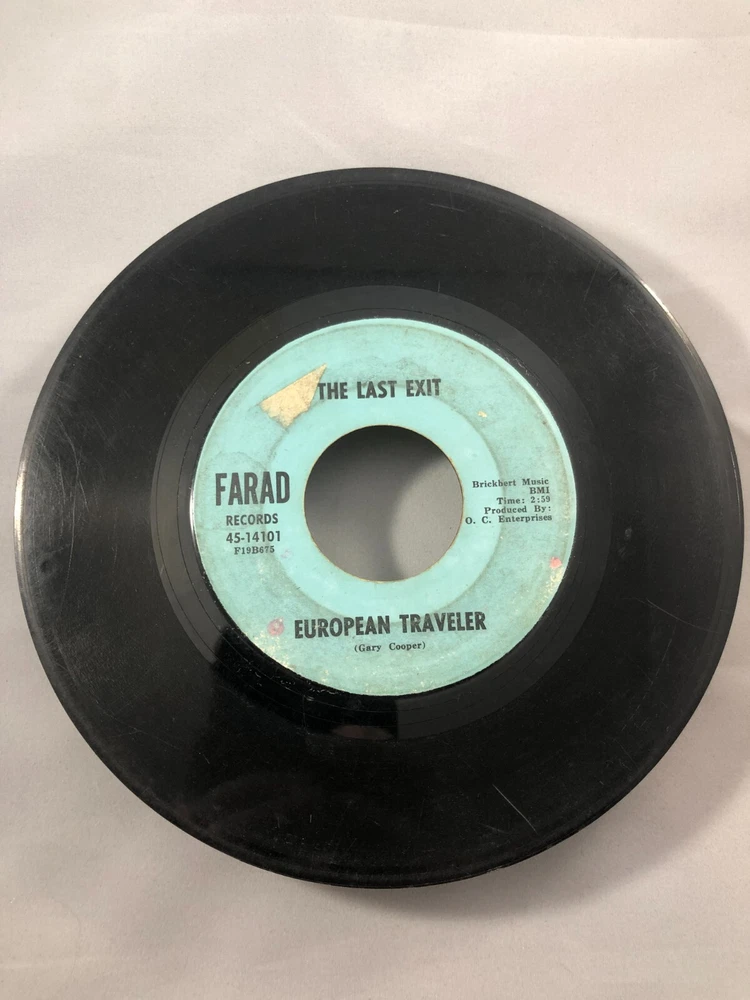 THE LAST EXIT
FARAD
RECORDS
45-14101
F19B675
Brickhert Music
BMI
Time: 2:59
Produced By:
O. C. Enterprises
EUROPEAN TRAVELER
(Gary Cooper)